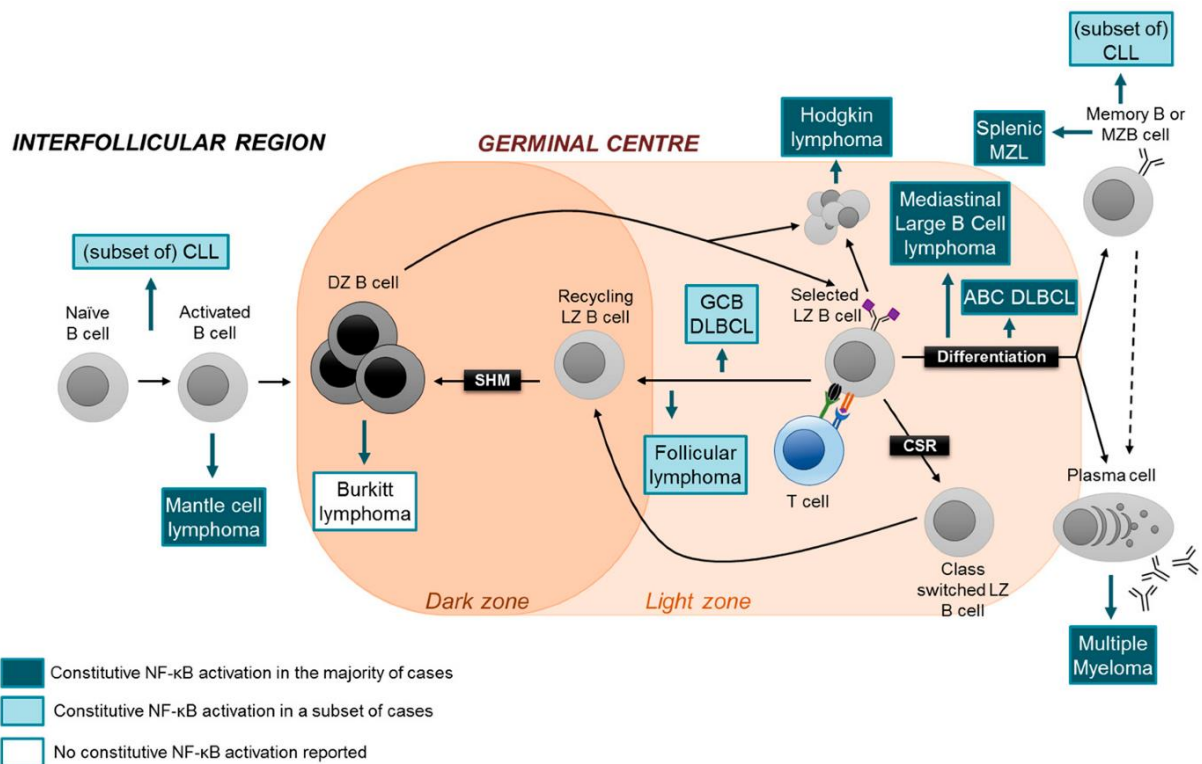 (subset of)
CLL
Hodgkin
lymphoma
Memory B or
MZB cell
Splenic
MZL
INTERFOLLICULAR REGION
GERMINAL CENTRE
Mediastinal
Large B Cell
lymphoma
(subset of) CLL
DZ B cell
Recycling
LZ B cell
GCB
DLBCL
Selected
LZ B cell
ABC DLBCL
Naïve
B cell
Activated
B cell
Differentiation
SHM
CSR
Follicular
lymphoma
T cell
Plasma cell
Burkitt
lymphoma
Mantle cell
lymphoma
Class
switched LZ
B cell
Dark zone
Light zone
Multiple
Myeloma
Constitutive NF-κB activation in the majority of cases
Constitutive NF-κB activation in a subset of cases
No constitutive NF-κB activation reported